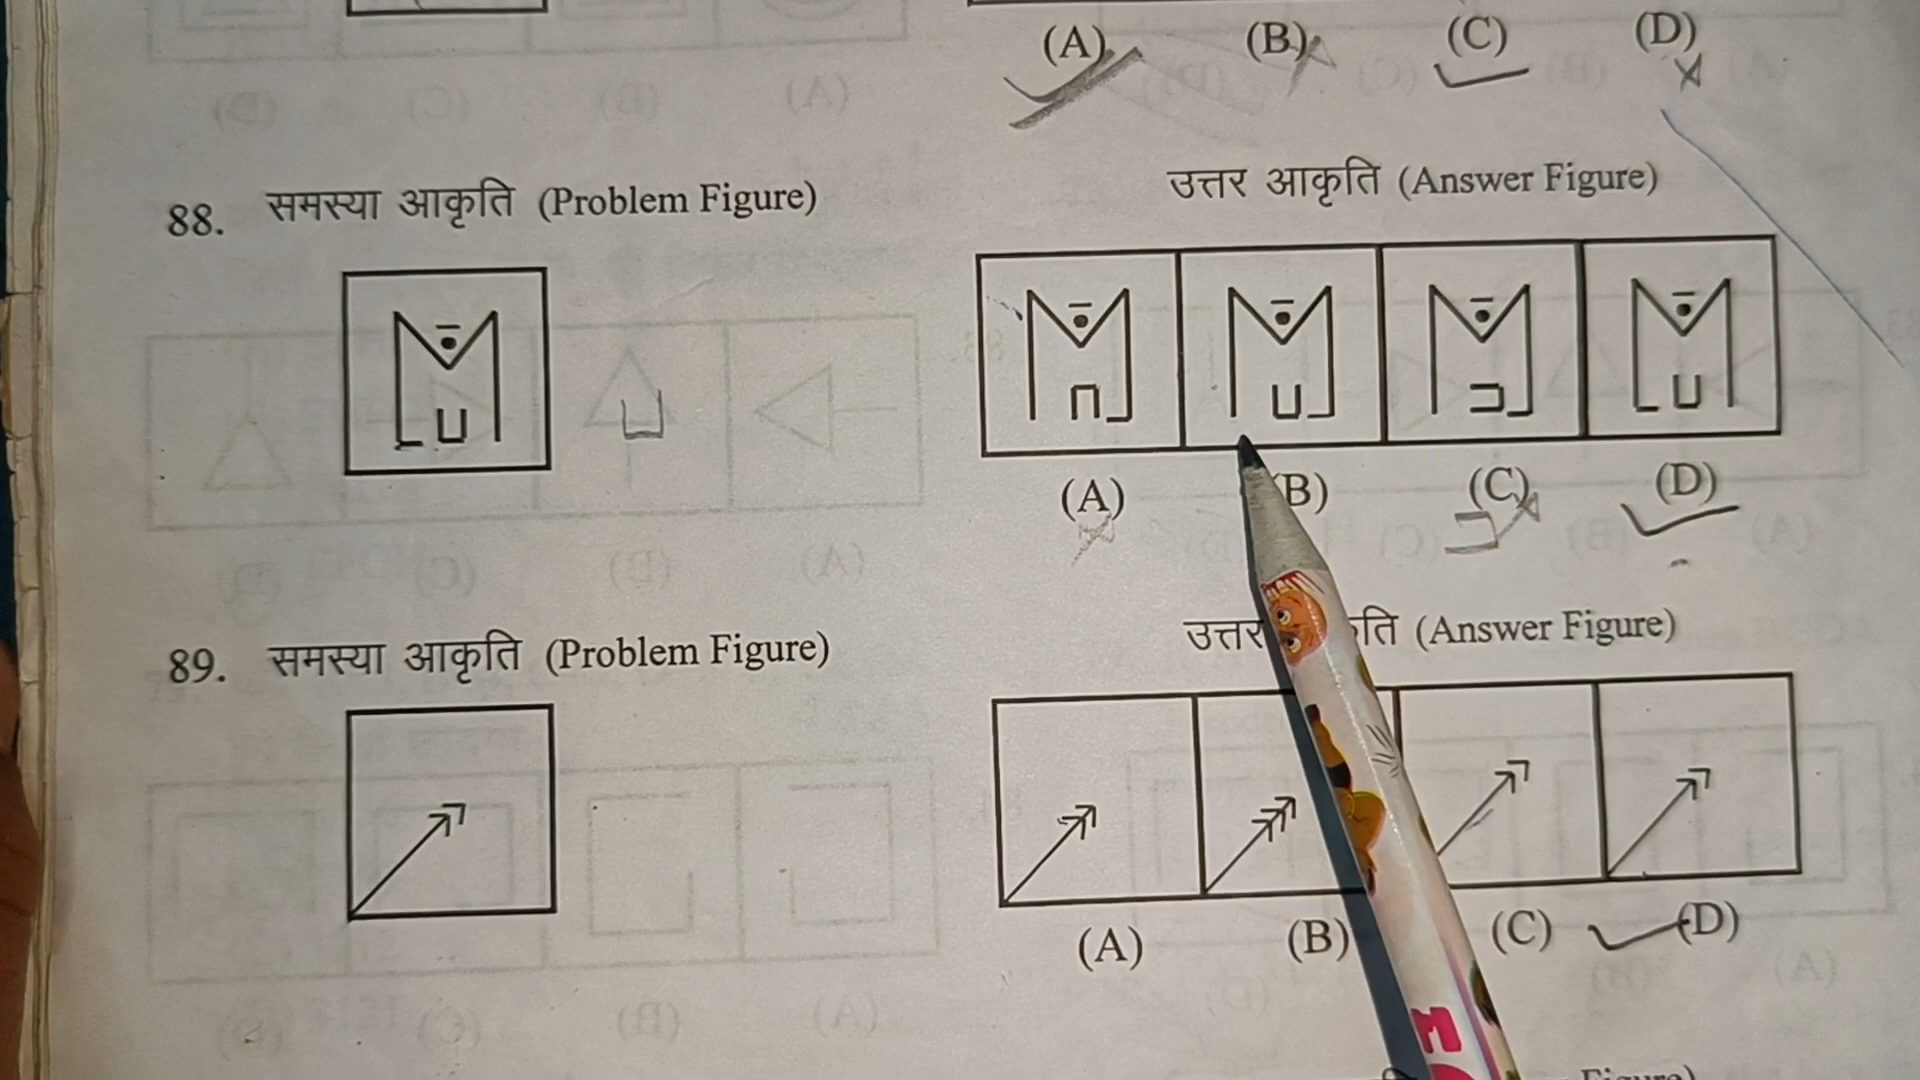 (A) (B) (C) (D)
88. समस्या आकृति (Problem Figure)
उत्तर आकृति (Answer Figure)
(A) (B) (C) (D)
89. समस्या आकृति (Problem Figure)
उत्तर (Answer Figure)
(A) (B) (C) (D)